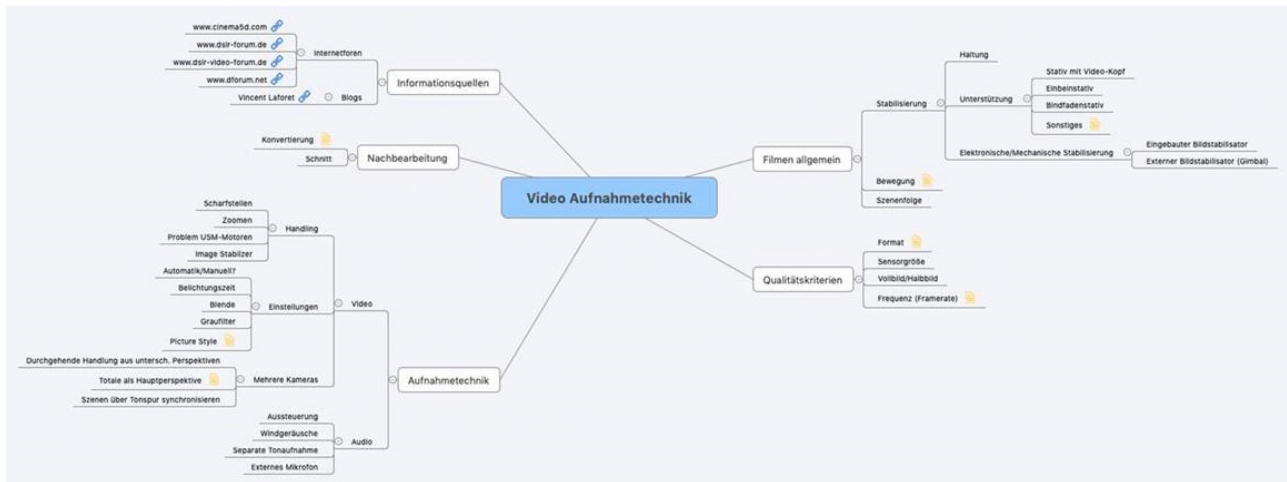 Video Aufnahmetechnik
Informationsquellen
Internetforen
www.cinema5d.com
www.dslr-forum.de
www.dslr-video-forum.de
www.dforum.net
Blogs
Vincent Laforet
Nachbearbeitung
Konvertierung
Schnitt
Aufnahmetechnik
Video
Handling
Scharfstellen
Zoomen
Problem USM-Motoren
Image Stabilzer
Einstellungen
Automatik/Manuell?
Belichtungszeit
Blende
Graufilter
Picture Style
Mehrere Kameras
Durchgehende Handlung aus untersch. Perspektiven
Totale als Hauptperspektive
Szenen über Tonspur synchronisieren
Audio
Aussteuerung
Windgeräusche
Separate Tonaufnahme
Externes Mikrofon
Filmen allgemein
Stabilisierung
Haltung
Unterstützung
Stativ mit Video-Kopf
Einbeinstativ
Bindfadenstativ
Sonstiges
Elektronische/Mechanische Stabilisierung
Eingebauter Bildstabilisator
Externer Bildstabilisator (Gimbal)
Bewegung
Szenenfolge
Qualitätskriterien
Format
Sensorgröße
Vollbild/Halbbild
Frequenz (Framerate)